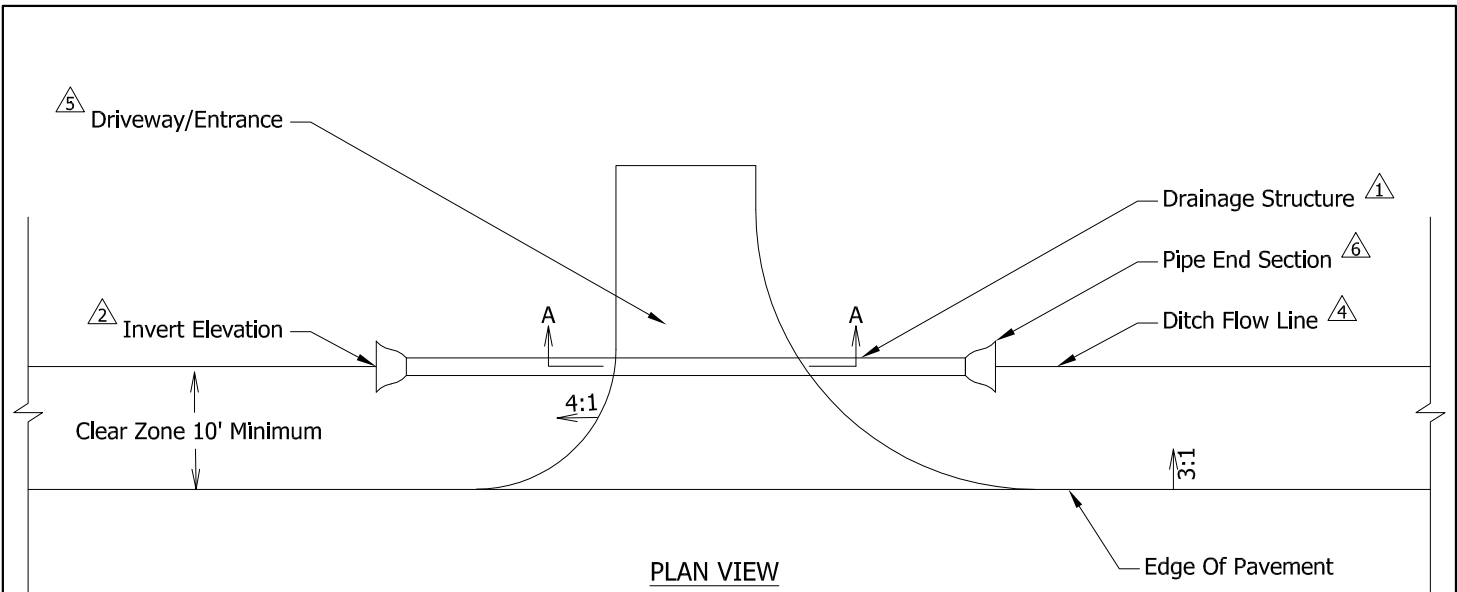 5 Driveway/Entrance
Drainage Structure 1
Pipe End Section 6
2 Invert Elevation
A
A
Ditch Flow Line 4
4:1
Clear Zone 10' Minimum
3:1
PLAN VIEW
Edge Of Pavement